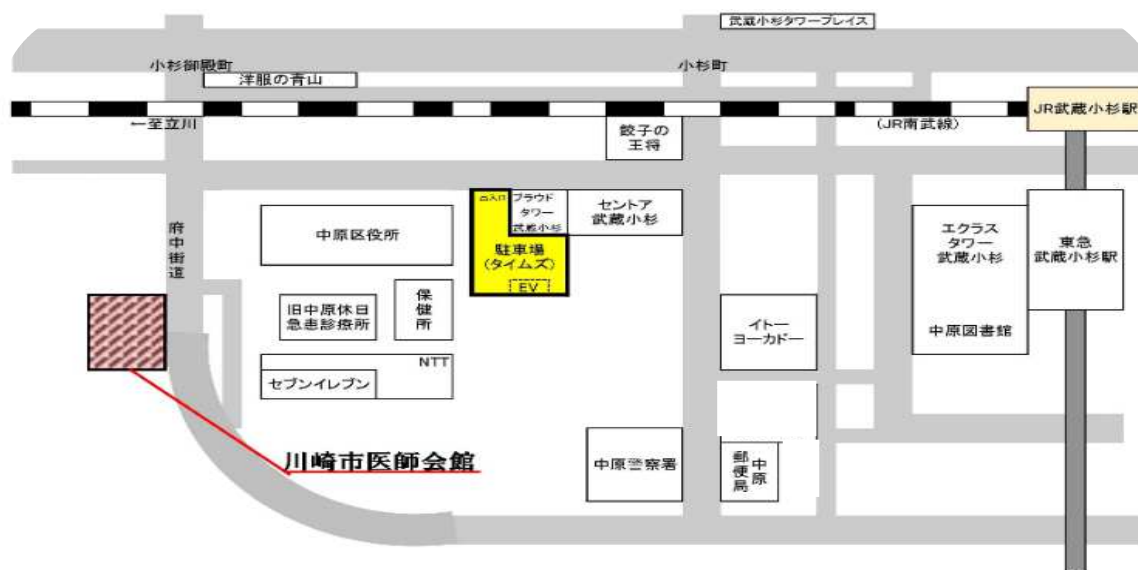 武蔵小杉タワープレイス
小杉御殿町
小杉町
洋服の青山
JR武蔵小杉駅
←至立川
(JR南武線)
餃子の
王将
府中街道
中原区役所
出入口
プラウド
タワー
武蔵小杉
セントア
武蔵小杉
駐車場
(タイムズ)
EV
エクラス
タワー
武蔵小杉
中原図書館
東急
武蔵小杉駅
旧中原休日
急患診療所
保健所
イトー
ヨーカドー
NTT
セブンイレブン
川崎市医師会館
中原警察署
中原
郵便局